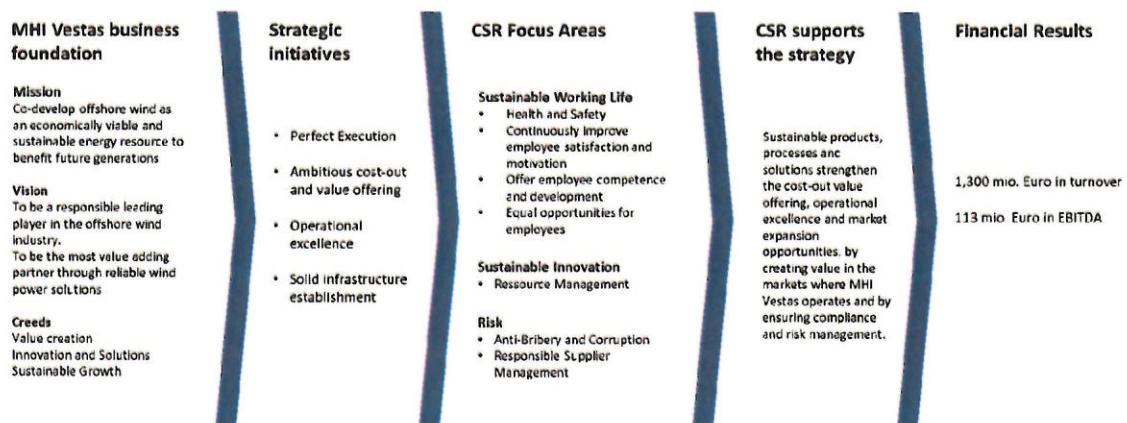 MHI Vestas business
foundation
Mission
Co-develop offshore wind as
an economically viable and
sustainable energy resource to
benefit future generations
Vision
To be a responsible leading
player in the offshore wind
industry.
To be the most value adding
partner through reliable wind
power solutions
Creeds
Value creation
Innovation and Solutions
Sustainable Growth
Strategic
initiatives
• Perfect Execution
• Ambitious cost-out
and value offering
• Operational
excellence
• Solid infrastructure
establishment
CSR Focus Areas
Sustainable Working Life
• Health and Safety
• Continuously improve
employee satisfaction and
motivation
• Offer employee competence
and development
• Equal opportunities for
employees
Sustainable Innovation
• Ressource Management
Risk
• Anti-Bribery and Corruption
• Responsible Supplier
Management
CSR supports
the strategy
Sustainable products,
processes and
solutions strengthen
the cost-out value
offering, operational
excellence and market
expansion
opportunities, by
creating value in the
markets where MHI
Vestas operates and by
ensuring compliance
and risk management.
Financial Results
1,300 mio. Euro in turnover
113 mio Euro in EBITDA